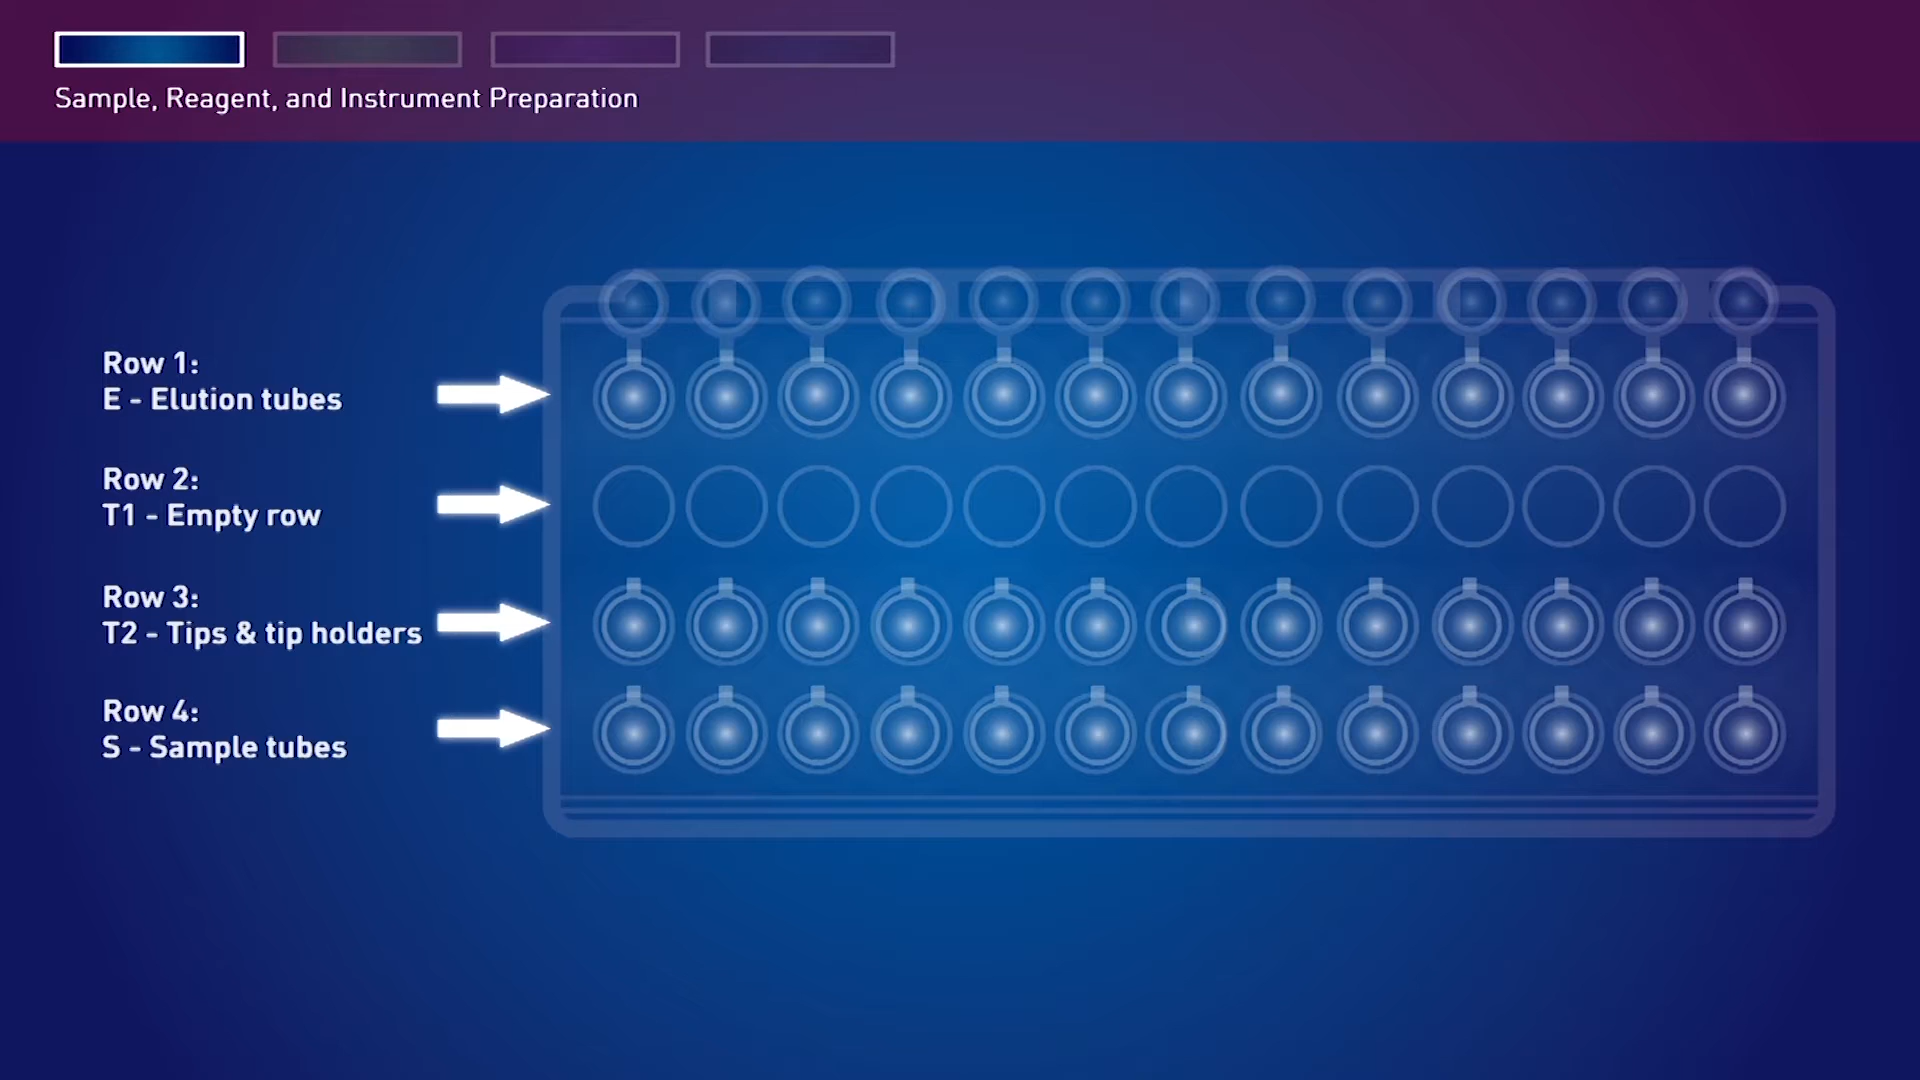 Sample, Reagent, and Instrument Preparation
Row 1:
E - Elution tubes
Row 2:
T1 - Empty row
Row 3:
T2 - Tips & tip holders
Row 4:
S - Sample tubes